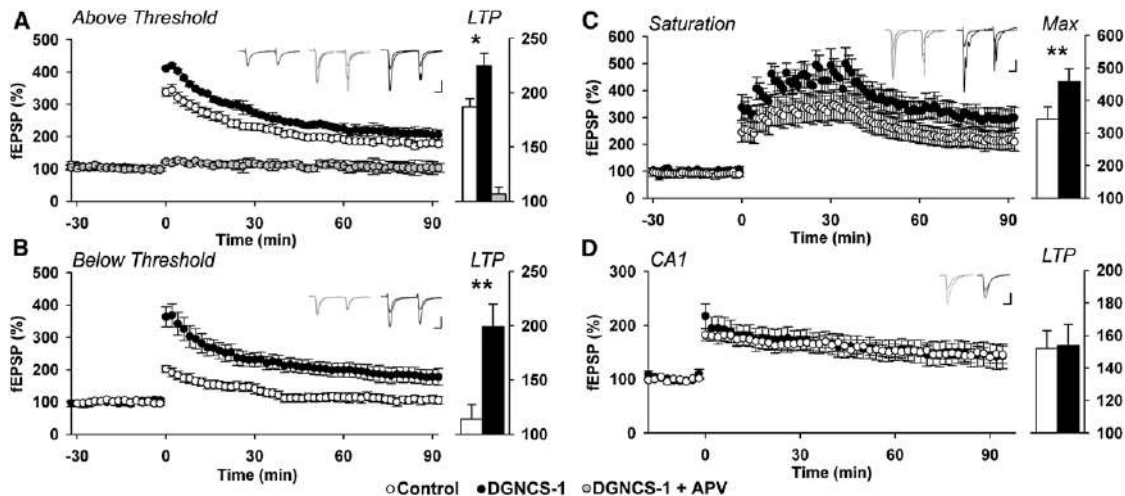 A Above Threshold LTP
500
400
300
200
100
0
fEPSP (%)
-30 0 30 60 90
Time (min)
*
250
200
150
100
B Below Threshold LTP
500
400
300
200
100
0
fEPSP (%)
-30 0 30 60 90
Time (min)
**
250
200
150
100
C Saturation Max
600
500
400
300
200
100
0
fEPSP (%)
-30 0 30 60 90
Time (min)
**
600
500
400
300
200
100
D CA1 LTP
300
200
100
0
fEPSP (%)
0 30 60 90
Time (min)
200
180
160
140
120
100
Control DGNCS-1 DGNCS-1 + APV